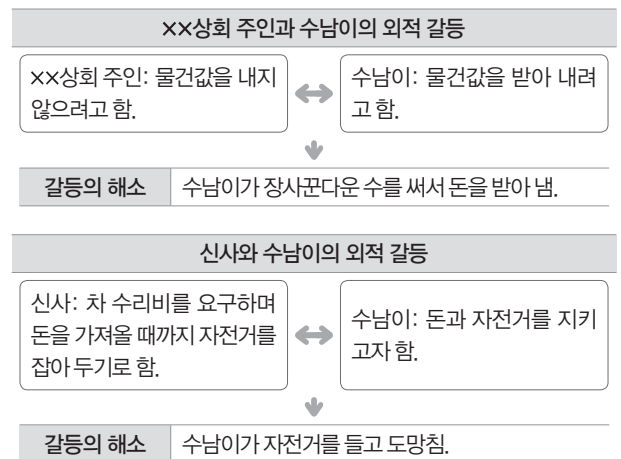 ××상회 주인과 수남이의 외적 갈등
××상회 주인: 물건값을 내지
않으려고 함.
수남이: 물건값을 받아 내려
고 함.
갈등의 해소 수남이가 장사꾼다운 수를 써서 돈을 받아 냄.
신사와 수남이의 외적 갈등
신사: 차 수리비를 요구하며
돈을 가져올 때까지 자전거를
잡아 두기로 함.
수남이: 돈과 자전거를 지키
고자 함.
갈등의 해소 수남이가 자전거를 들고 도망침.